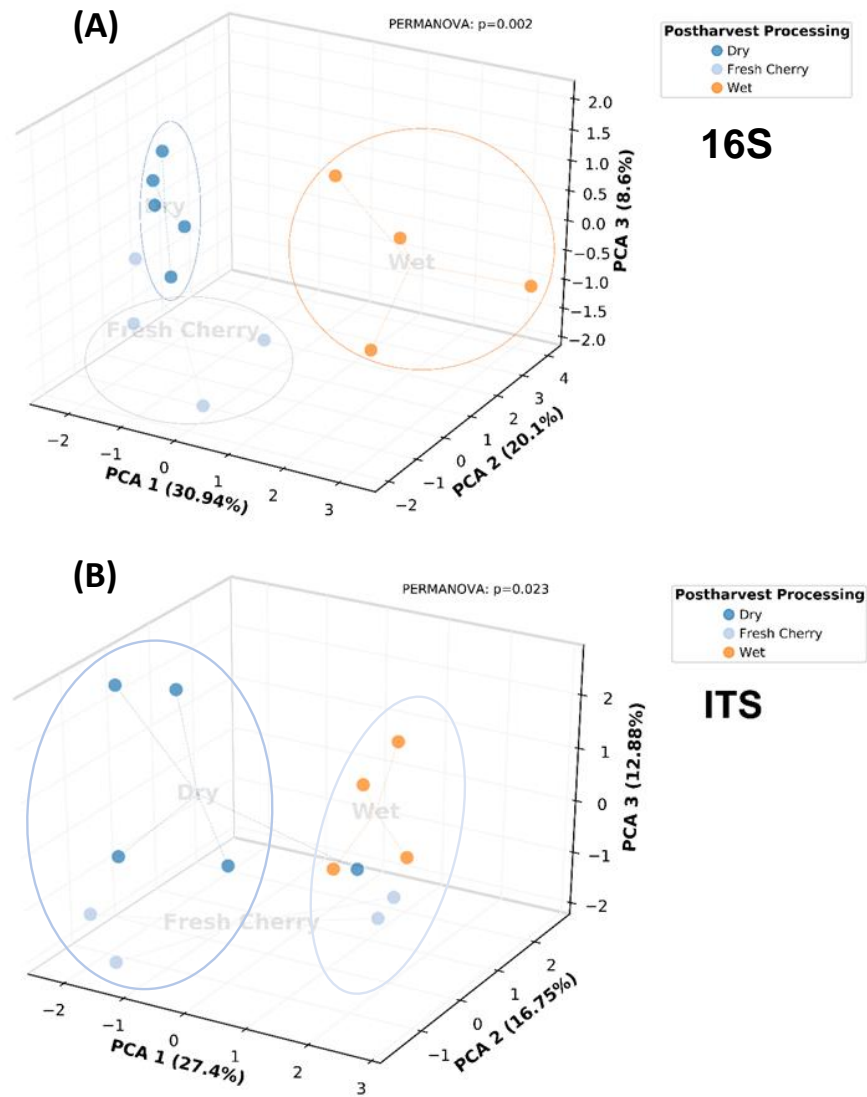 (A)
PERMANOVA: p=0.002
Postharvest Processing
Dry
Fresh Cherry
Wet
16S
2.0
1.5
1.0
0.5
0.0
−0.5
−1.0
−1.5
−2.0
PCA 3 (8.6%)
Dry
Wet
Fresh Cherry
−2
−1
0
1
2
3
PCA 1 (30.94%)
−2
−1
0
1
2
3
4
PCA 2 (20.1%)
(B)
PERMANOVA: p=0.023
Postharvest Processing
Dry
Fresh Cherry
Wet
ITS
2
1
0
−1
−2
PCA 3 (12.88%)
Dry
Wet
Fresh Cherry
−2
−1
0
1
2
3
PCA 1 (27.4%)
−1
0
1
2
PCA 2 (16.75%)